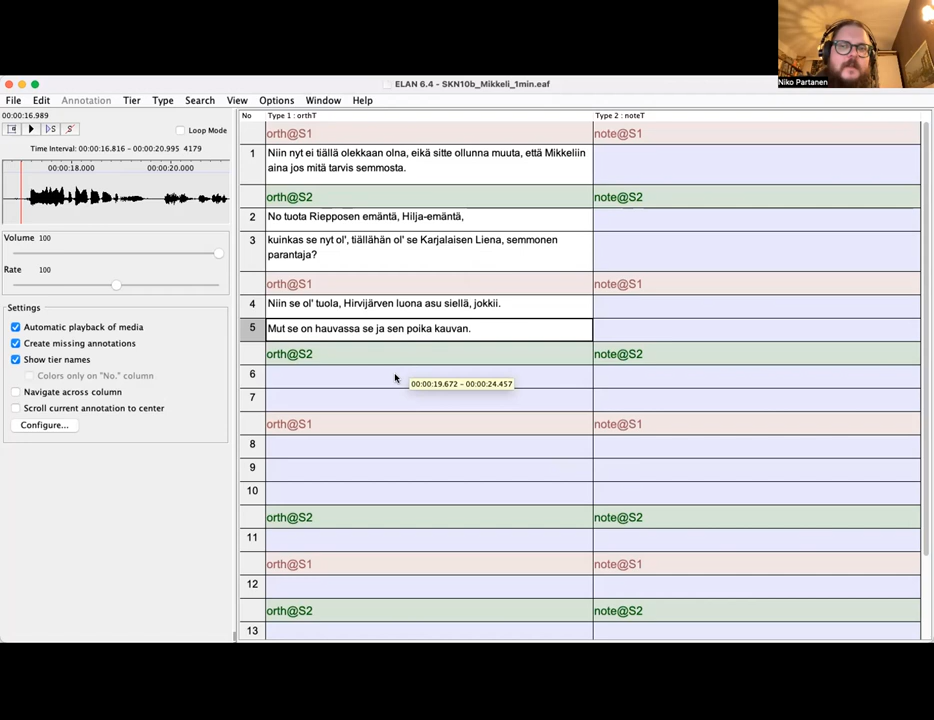 Niko Partanen
ELAN 6.4 - SKN10b_Mikkeli_1min.eaf
File Edit Annotation Tier Type Search View Options Window Help
00:00:16.989
Loop Mode
Time Interval: 00:00:16.816 - 00:00:20.995 4179
00:00:18.000 00:00:20.000
Volume 100
Rate 100
Settings
Automatic playback of media
Create missing annotations
Show tier names
Colors only on "No." column
Navigate across column
Scroll current annotation to center
Configure...
No Type 1 : orthT Type 2 : noteT
orth@S1 note@S1
1 Niin nyt ei tiällä olekkaan olna, eikä sitte ollunna muuta, että Mikkeliin
aina jos mitä tarvis semmosta.
orth@S2 note@S2
2 No tuota Riepposen emäntä, Hilja-emäntä,
3 kuinkas se nyt ol', tiällähän ol' se Karjalaisen Liena, semmonen
parantaja?
orth@S1 note@S1
4 Niin se ol' tuola, Hirvijärven luona asu siellä, jokkii.
5 Mut se on hauvassa se ja sen poika kauvan.
orth@S2 note@S2
6
00:00:19.672 - 00:00:24.457
7
orth@S1 note@S1
8
9
10
orth@S2 note@S2
11
orth@S1 note@S1
12
orth@S2 note@S2
13